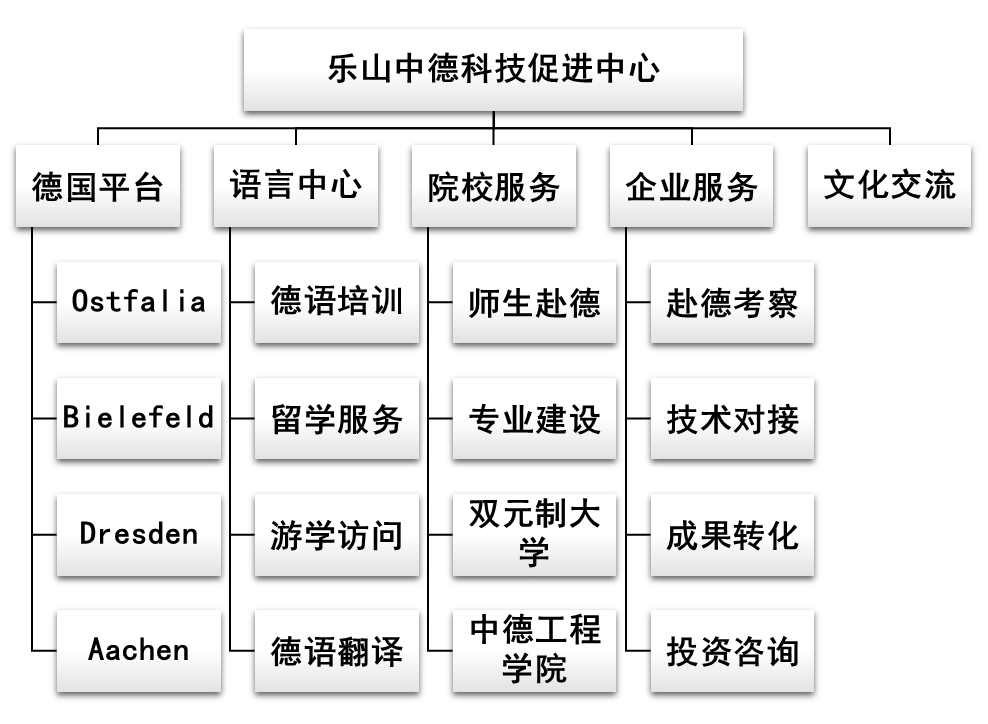 乐山中德科技促进中心
德国平台
语言中心
院校服务
企业服务
文化交流
Ostfalia
德语培训
师生赴德
赴德考察
Bielefeld
留学服务
专业建设
技术对接
Dresden
游学访问
双元制大
学
成果转化
Aachen
德语翻译
中德工程
学院
投资咨询